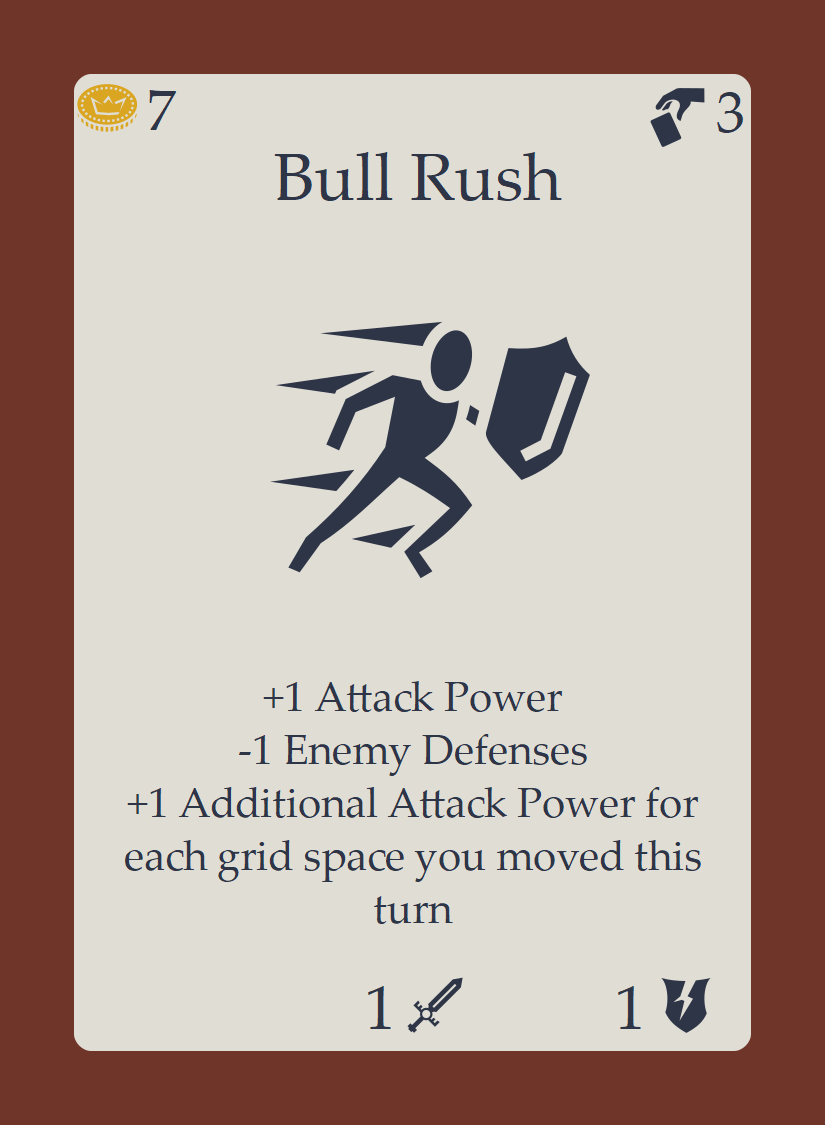 7 3
Bull Rush
+1 Attack Power
-1 Enemy Defenses
+1 Additional Attack Power for
each grid space you moved this
turn
1 1